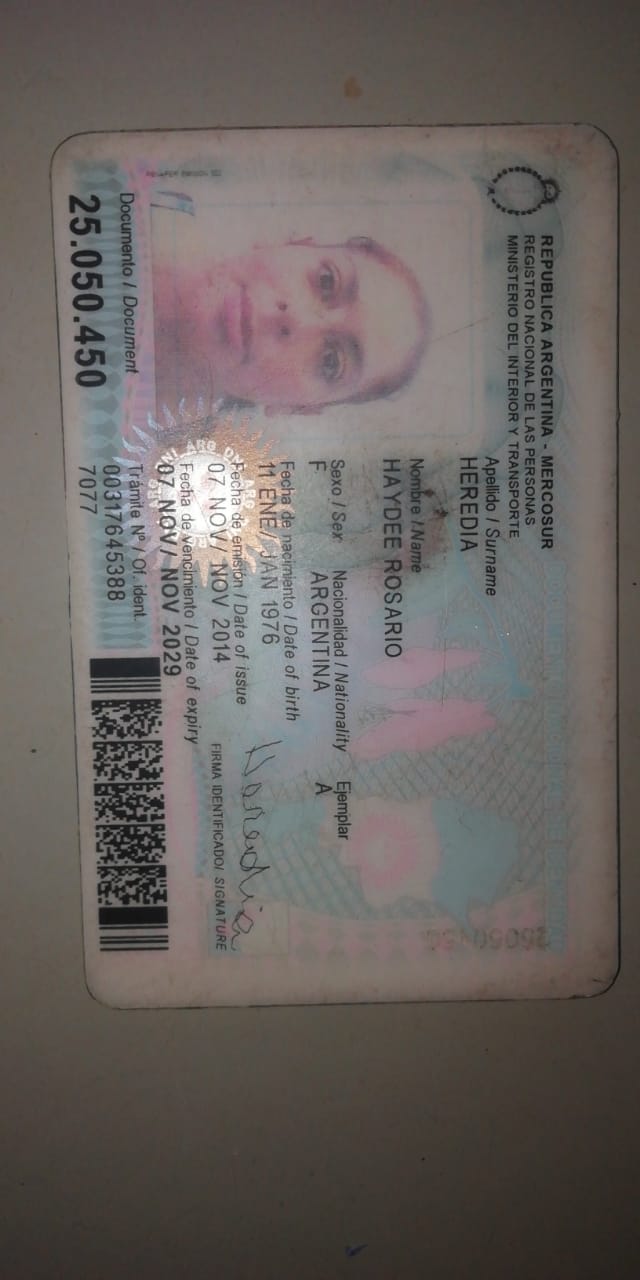 REPUBLICA ARGENTINA - MERCOSUR
REGISTRO NACIONAL DE LAS PERSONAS
MINISTERIO DEL INTERIOR Y TRANSPORTE
Apellido / Surname
HEREDIA
Nombre / Name
HAYDEE ROSARIO
Sexo / Sex Nacionalidad / Nationality Ejemplar
F ARGENTINA A
Fecha de nacimiento / Date of birth
11 ENE/ JAN 1976
Fecha de emisión / Date of issue
07 NOV/ NOV 2014
Fecha de vencimiento / Date of expiry
07 NOV/ NOV 2029
FIRMA IDENTIFICADO/ SIGNATURE
Documento / Document
25.050.450
Trámite Nº / Of. ident.
00317645388
7077